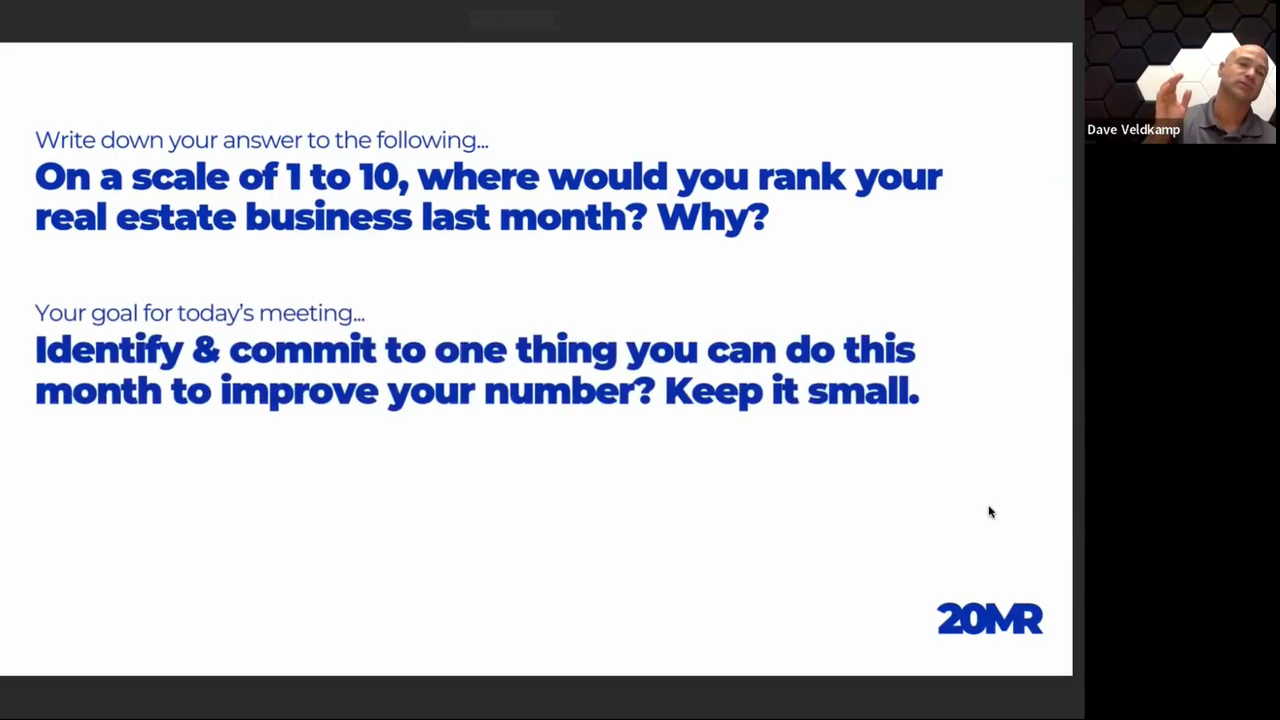 Write down your answer to the following...
On a scale of 1 to 10, where would you rank your
real estate business last month? Why?
Your goal for today's meeting...
Identify & commit to one thing you can do this
month to improve your number? Keep it small.
20MR
Dave Veldkamp